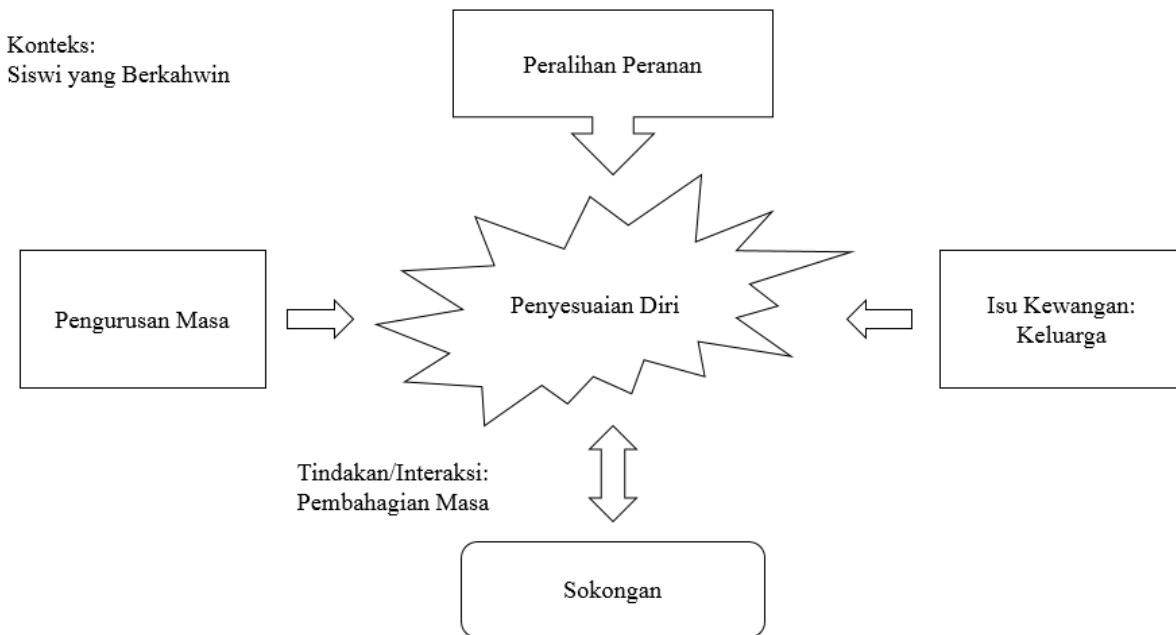 Konteks:
Siswi yang Berkahwin
Peralihan Peranan
Pengurusan Masa
Penyesuaian Diri
Isu Kewangan:
Keluarga
Tindakan/Interaksi:
Pembahagian Masa
Sokongan